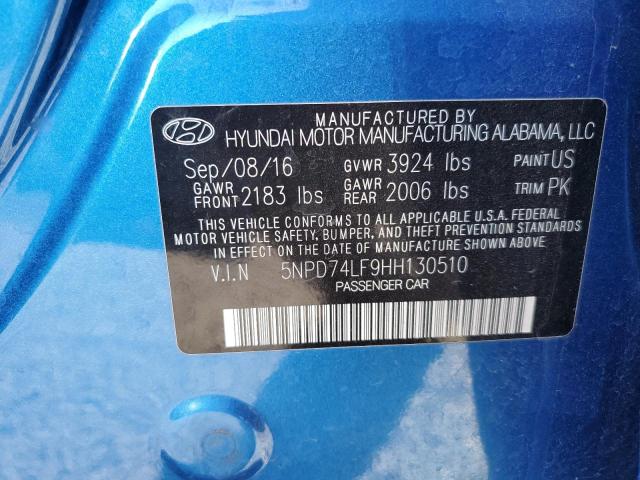 MANUFACTURED BY
HYUNDAI MOTOR MANUFACTURING ALABAMA, LLC
Sep/08/16 GVWR 3924 lbs PAINT US
GAWR FRONT 2183 lbs GAWR REAR 2006 lbs TRIM PK
THIS VEHICLE CONFORMS TO ALL APPLICABLE U.S.A. FEDERAL
MOTOR VEHICLE SAFETY, BUMPER, AND THEFT PREVENTION STANDARDS
IN EFFECT ON THE DATE OF MANUFACTURE SHOWN ABOVE.
V.I.N 5NPD74LF9HH130510
PASSENGER CAR